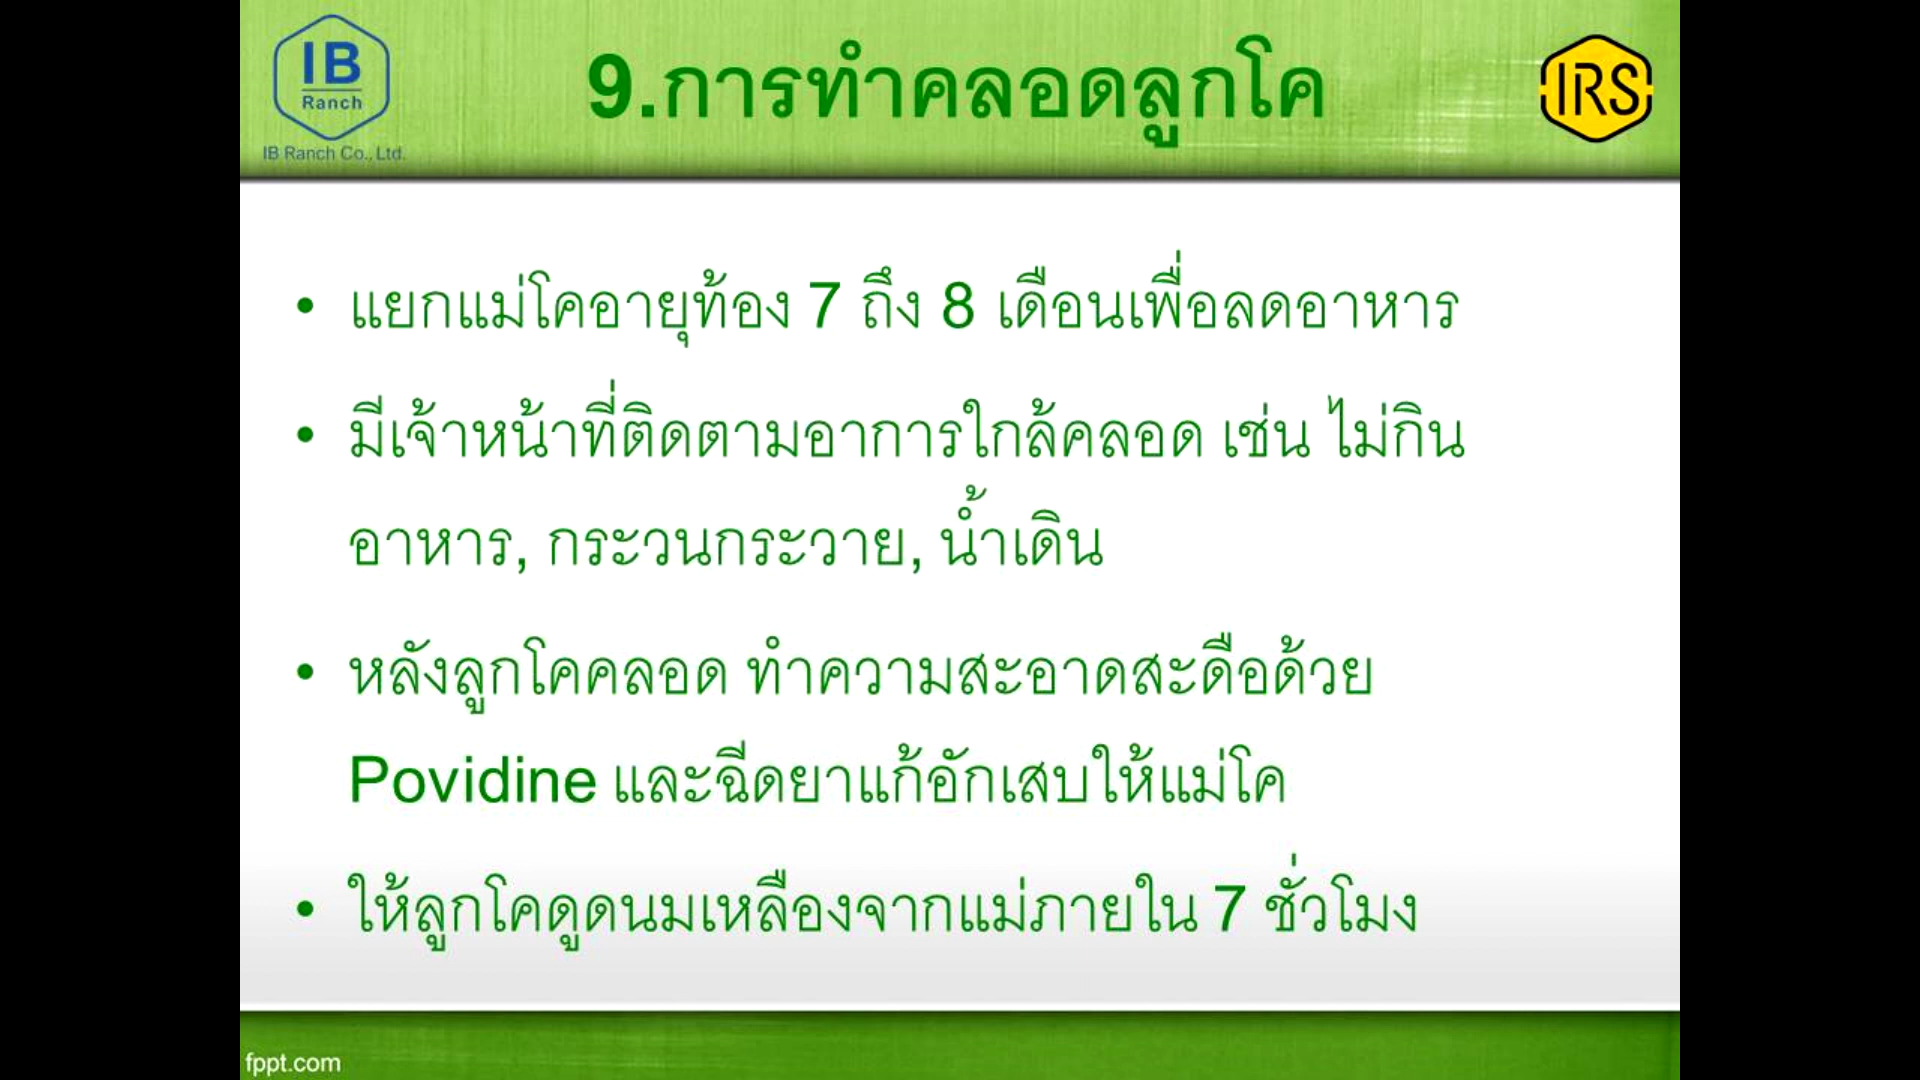 IB
Ranch
IB Ranch Co., Ltd.
9.การทำคลอดลูกโค
IRS
• แยกแม่โคอายุท้อง 7 ถึง 8 เดือนเพื่อลดอาหาร
• มีเจ้าหน้าที่ติดตามอาการใกล้คลอด เช่น ไม่กิน
อาหาร, กระวนกระวาย, น้ำเดิน
• หลังลูกโคคลอด ทำความสะอาดสะดือด้วย
Povidine และฉีดยาแก้อักเสบให้แม่โค
• ให้ลูกโคดูดนมเหลืองจากแม่ภายใน 7 ชั่วโมง
fppt.com